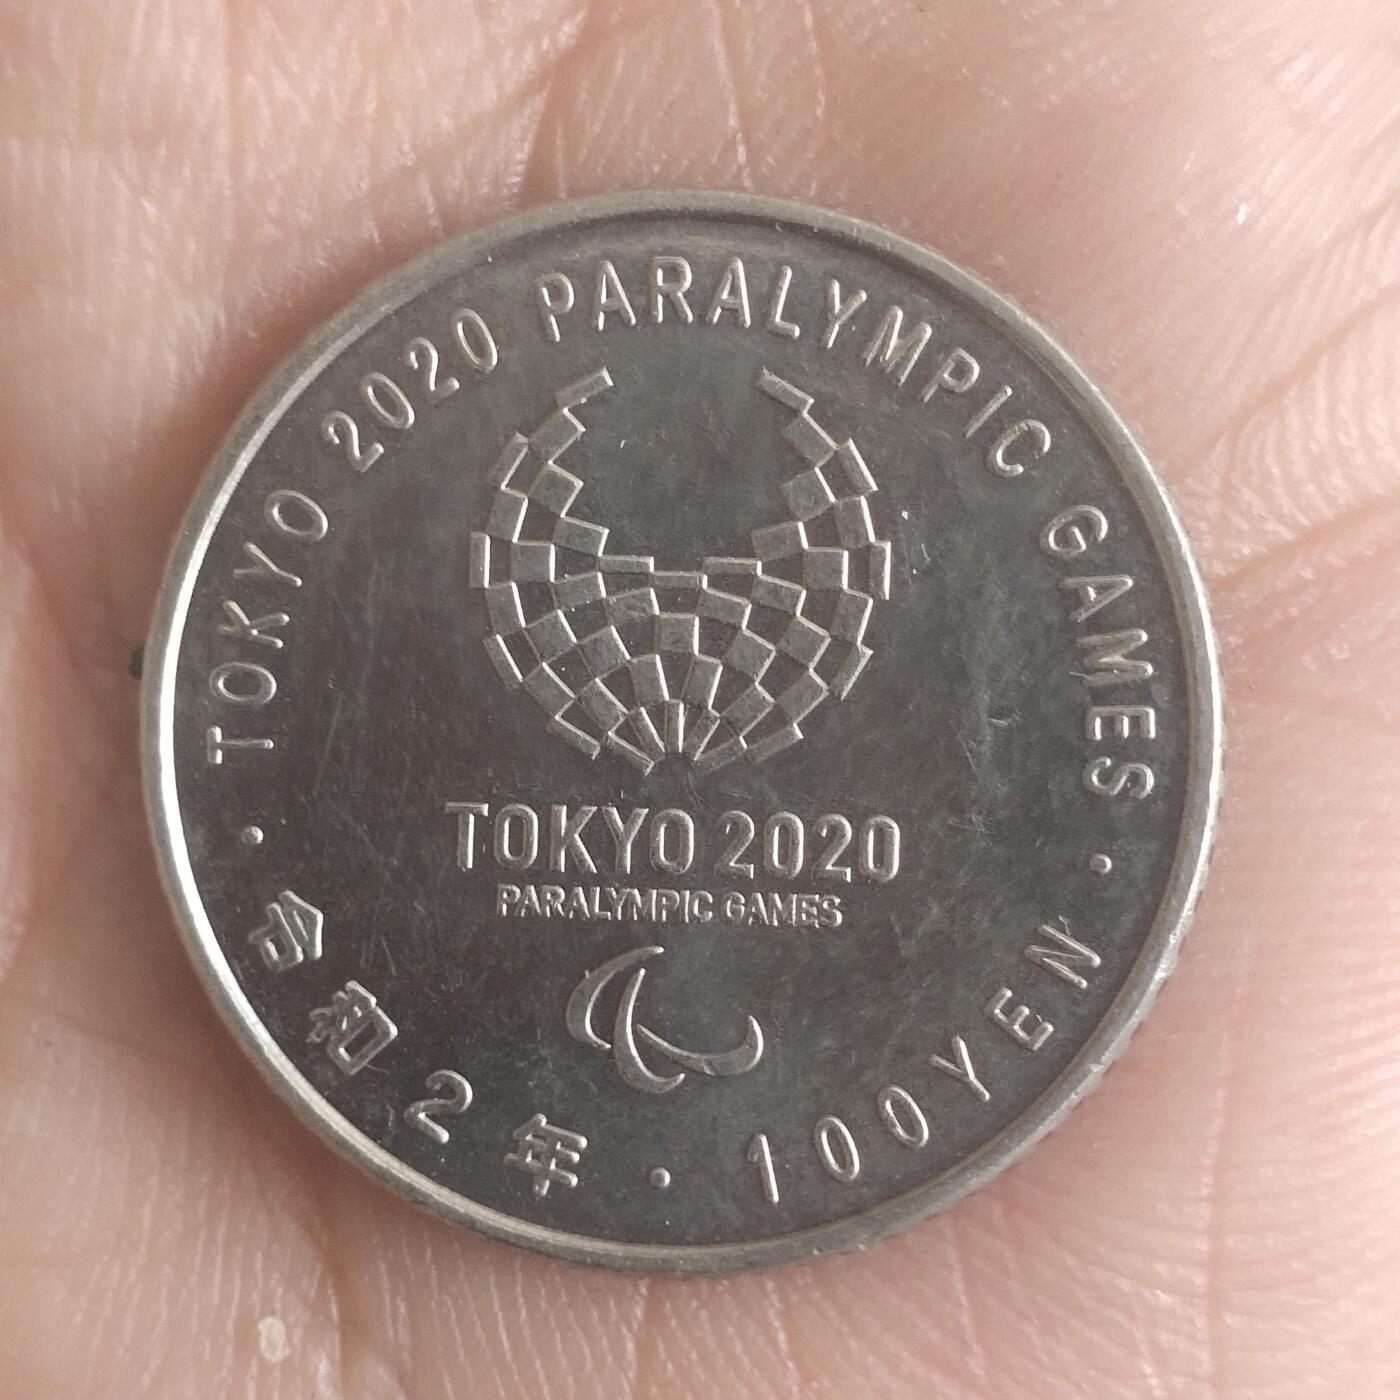 TOKYO 2020 PARALYMPIC GAMES
TOKYO 2020
PARALYMPIC GAMES
令和2年・100YEN